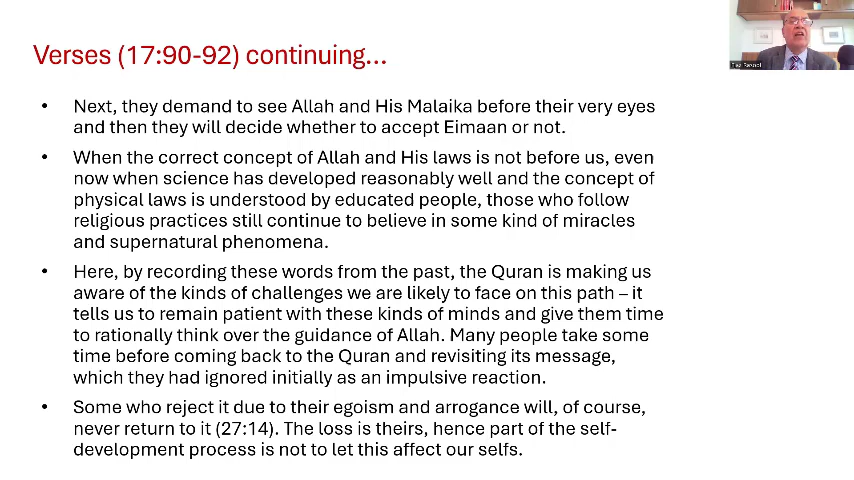 Verses (17:90-92) continuing...
• Next, they demand to see Allah and His Malaika before their very eyes
and then they will decide whether to accept Eimaan or not.
• When the correct concept of Allah and His laws is not before us, even
now when science has developed reasonably well and the concept of
physical laws is understood by educated people, those who follow
religious practices still continue to believe in some kind of miracles
and supernatural phenomena.
• Here, by recording these words from the past, the Quran is making us
aware of the kinds of challenges we are likely to face on this path – it
tells us to remain patient with these kinds of minds and give them time
to rationally think over the guidance of Allah. Many people take some
time before coming back to the Quran and revisiting its message,
which they had ignored initially as an impulsive reaction.
• Some who reject it due to their egoism and arrogance will, of course,
never return to it (27:14). The loss is theirs, hence part of the self-
development process is not to let this affect our selfs.